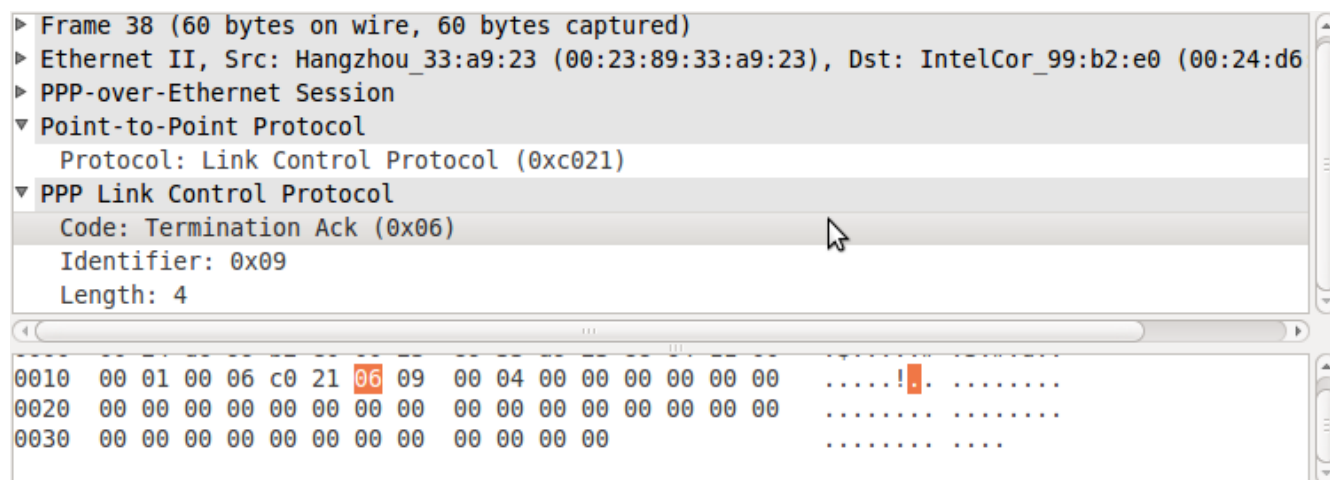 Frame 38 (60 bytes on wire, 60 bytes captured)
Ethernet II, Src: Hangzhou_33:a9:23 (00:23:89:33:a9:23), Dst: IntelCor_99:b2:e0 (00:24:d6
PPP-over-Ethernet Session
Point-to-Point Protocol
Protocol: Link Control Protocol (0xc021)
PPP Link Control Protocol
Code: Termination Ack (0x06)
Identifier: 0x09
Length: 4
0010 00 01 00 06 c0 21 06 09 00 04 00 00 00 00 00 00 .....!.. ........
0020 00 00 00 00 00 00 00 00 00 00 00 00 00 00 00 00 ........ ........
0030 00 00 00 00 00 00 00 00 00 00 00 00 ........ ....